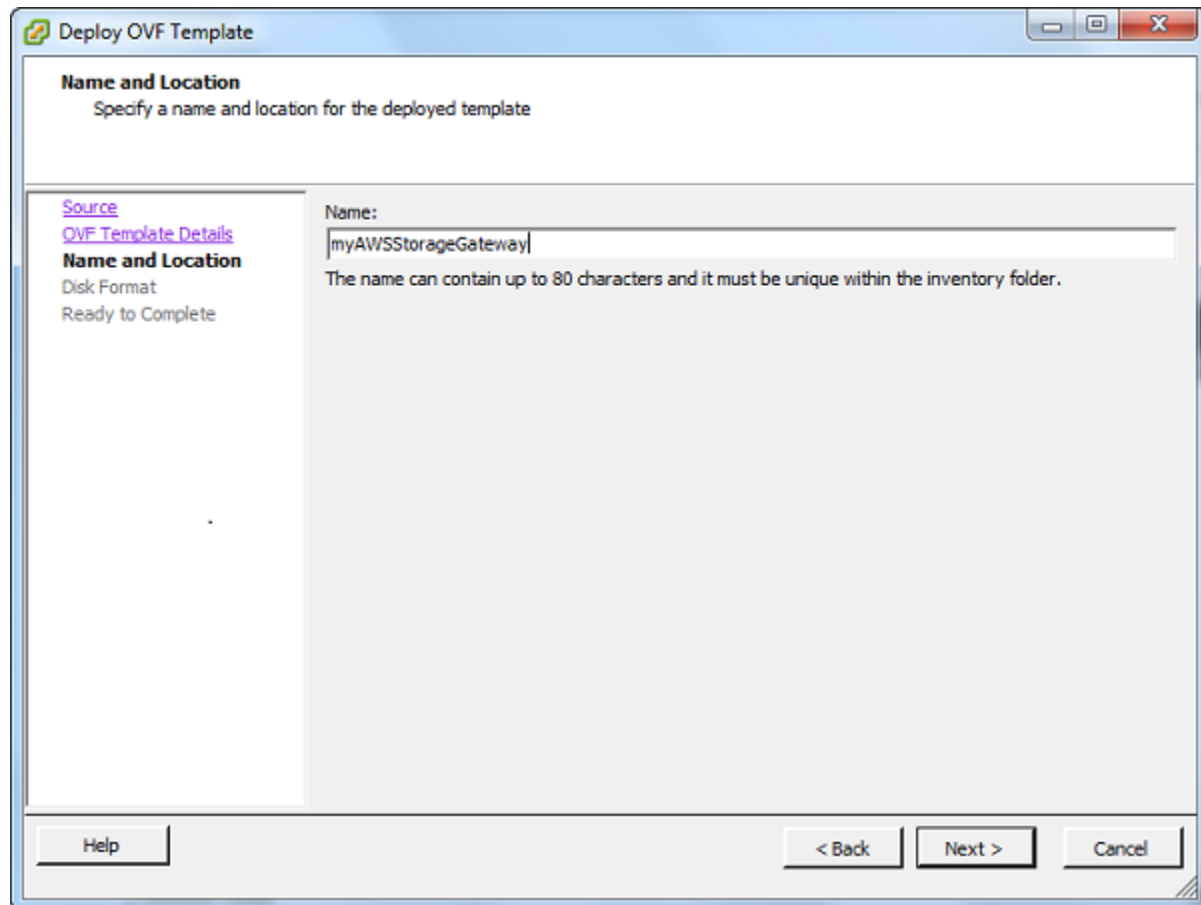 Deploy OVF Template
Name and Location
Specify a name and location for the deployed template
Source
OVF Template Details
Name and Location
Disk Format
Ready to Complete
Name:
myAWSStorageGateway
The name can contain up to 80 characters and it must be unique within the inventory folder.
Help
< Back
Next >
Cancel